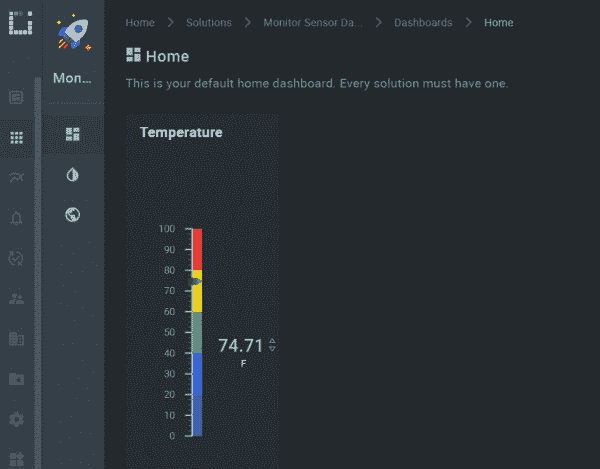 Home > Solutions > Monitor Sensor Da... > Dashboards > Home
Mon...
Home
This is your default home dashboard. Every solution must have one.
Temperature
100
90
80
70
60
50
40
30
20
10
0
74.71
F